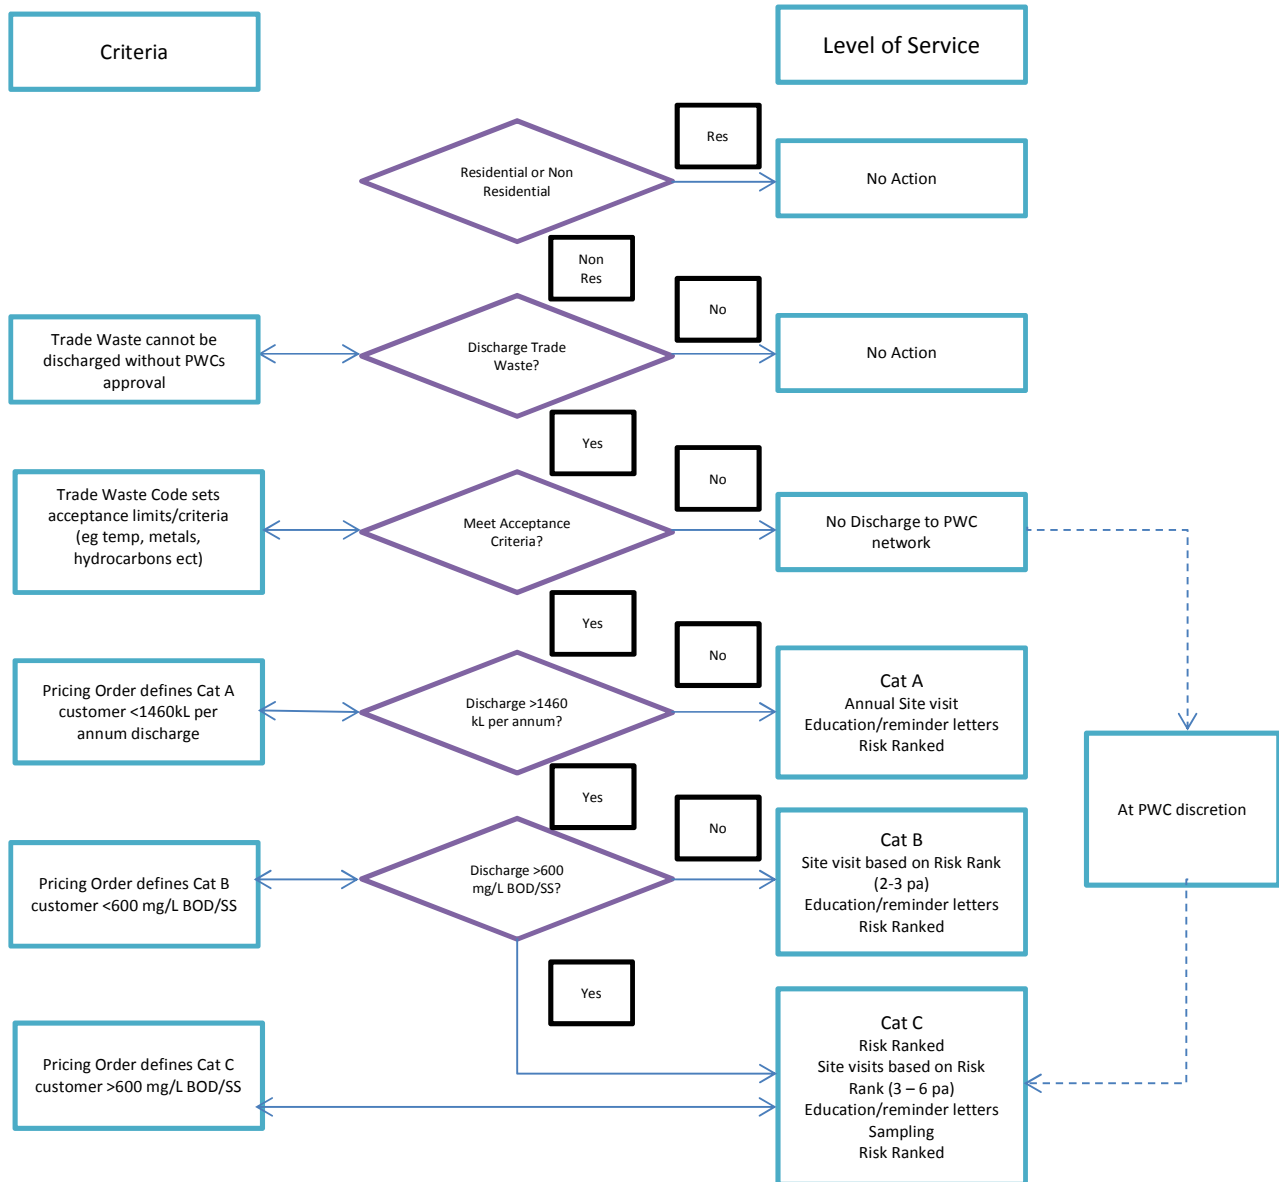 Criteria
Level of Service
Res
Residential or Non
Residential
No Action
Non
Res
No
Trade Waste cannot be
discharged without PWCs
approval
Discharge Trade
Waste?
No Action
Yes
No
Trade Waste Code sets
acceptance limits/criteria
(eg temp, metals,
hydrocarbons ect)
Meet Acceptance
Criteria?
No Discharge to PWC
network
Yes
No
Pricing Order defines Cat A
customer <1460kL per
annum discharge
Discharge >1460
kL per annum?
Cat A
Annual Site visit
Education/reminder letters
Risk Ranked
At PWC discretion
Yes
No
Pricing Order defines Cat B
customer <600 mg/L BOD/SS
Discharge >600
mg/L BOD/SS?
Cat B
Site visit based on Risk Rank
(2-3 pa)
Education/reminder letters
Risk Ranked
Yes
Pricing Order defines Cat C
customer >600 mg/L BOD/SS
Cat C
Risk Ranked
Site visits based on Risk
Rank (3 – 6 pa)
Education/reminder letters
Sampling
Risk Ranked